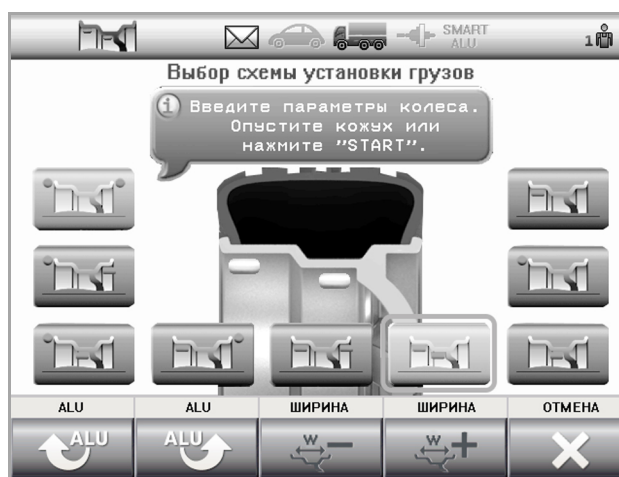 SMART
ALU
1
Выбор схемы установки грузов
i Введите параметры колеса.
Опустите кожух или
нажмите "START".
ALU
ALU
ШИРИНА
ШИРИНА
ОТМЕНА
ALU
ALU
W
W